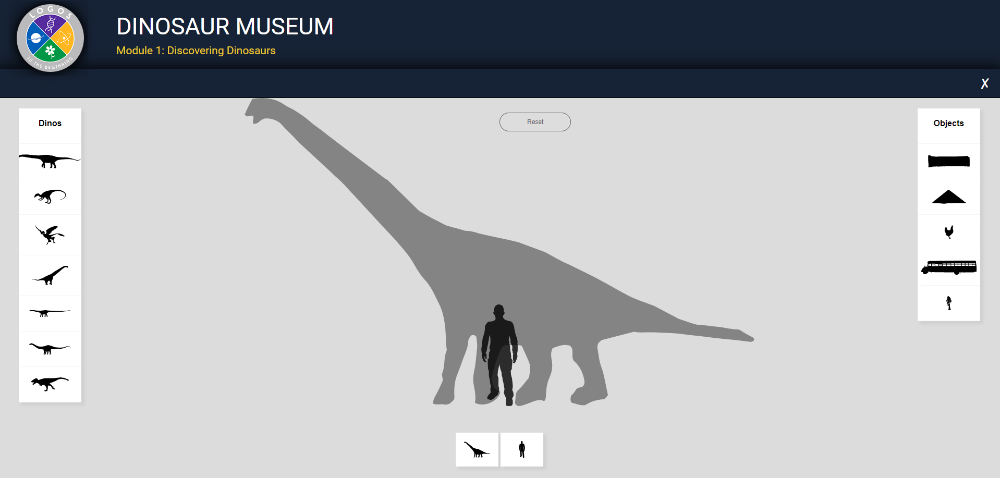 LOGOS
IN THE BEGINNING
DINOSAUR MUSEUM
Module 1: Discovering Dinosaurs
✗
Dinos
Reset
Objects